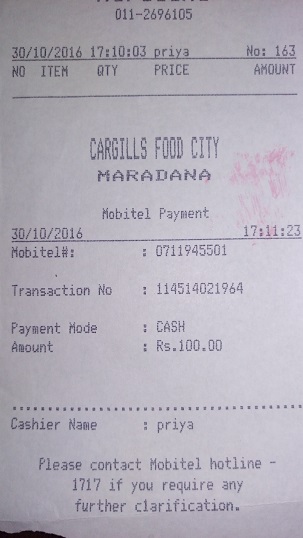 011-2696105
30/10/2016 17:10:03 priya No: 163
NO ITEM QTY PRICE AMOUNT
CARGILLS FOOD CITY
MARADANA
Mobitel Payment
30/10/2016 17:11:23
Mobitel#: : 0711945501
Transaction No : 114514021964
Payment Mode : CASH
Amount : Rs.100.00
Cashier Name : priya
Please contact Mobitel hotline -
1717 if you require any
further clarification.